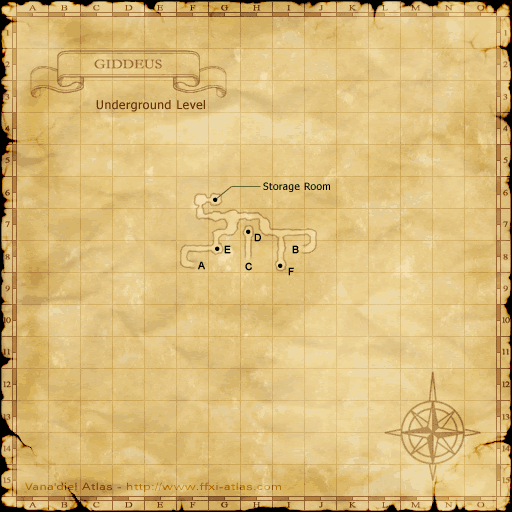 A B C D E F G H I J K L M N O
GIDDEUS
Underground Level
Storage Room
D
E
B
A
C
F
Vana'diel Atlas - http://www.ffxi-atlas.com
A B C D E F G H I J K L M N O
1
2
3
4
5
6
7
8
9
10
11
12
13
14
15